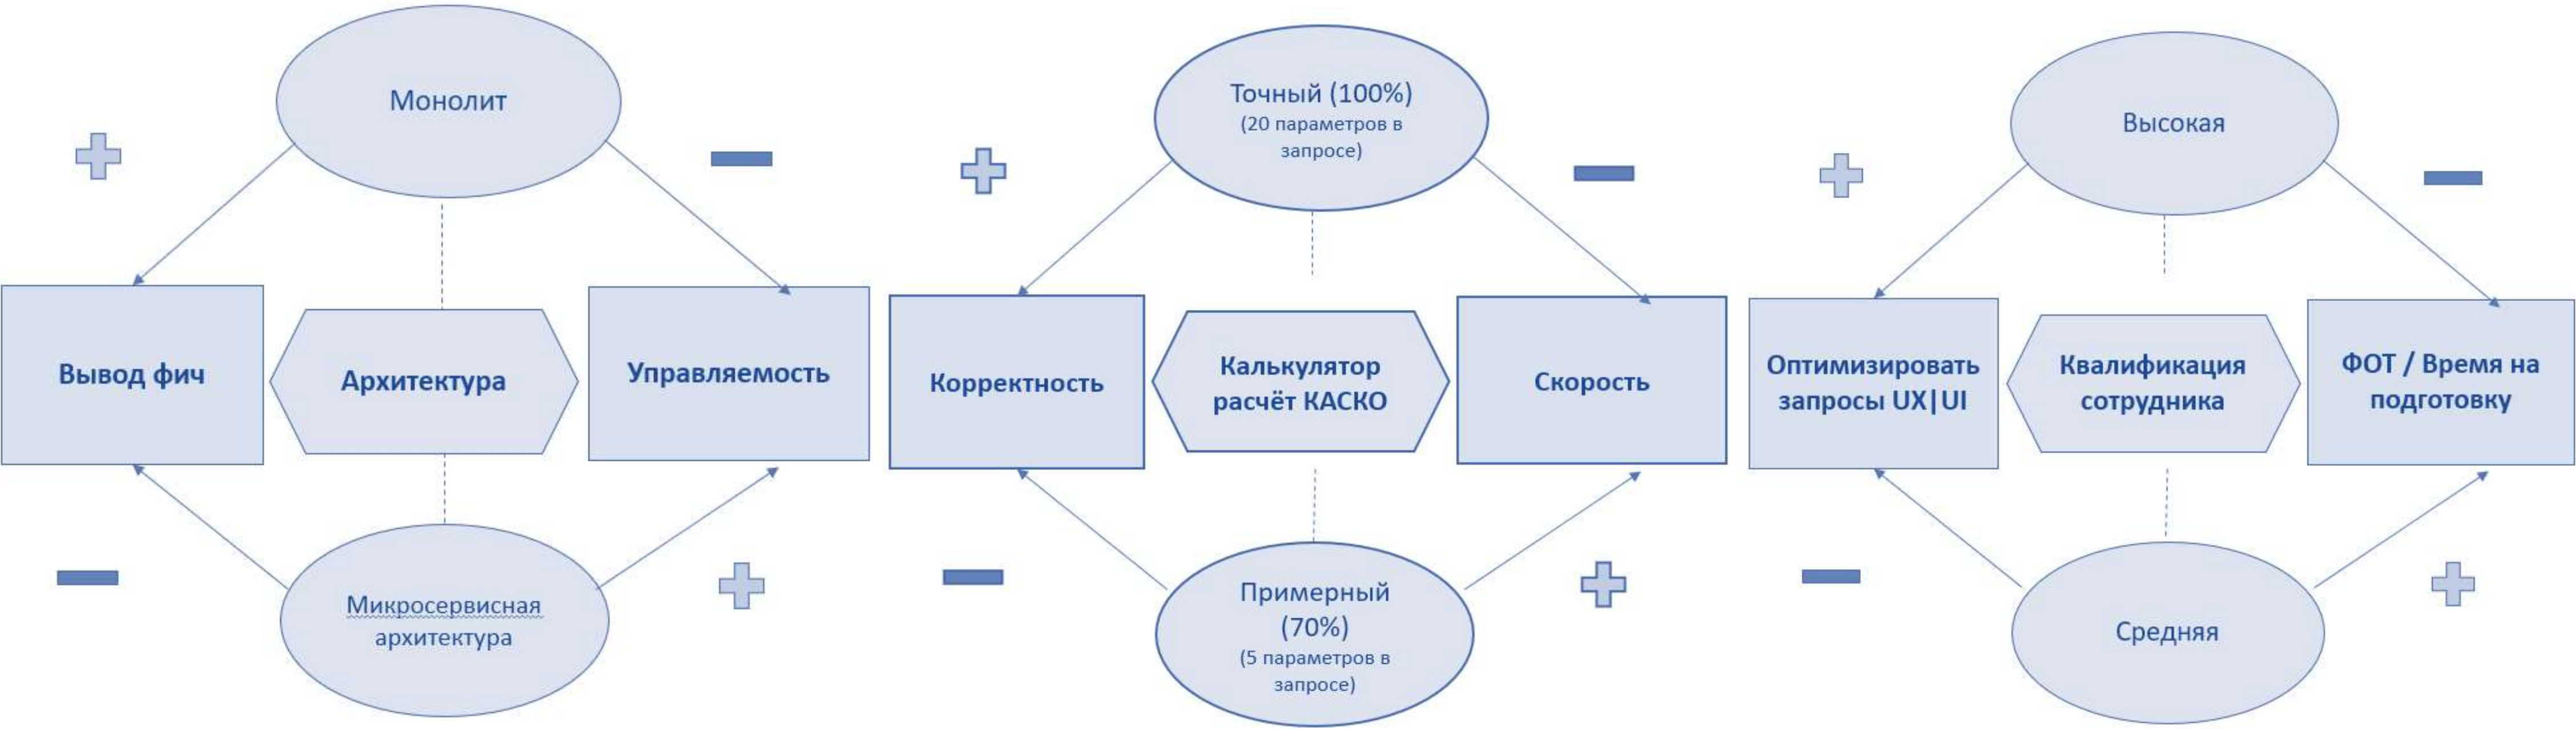 Монолит
Вывод фич
Архитектура
Управляемость
Микросервисная
архитектура
Точный (100%)
(20 параметров в
запросе)
Корректность
Калькулятор
расчёт КАСКО
Скорость
Примерный
(70%)
(5 параметров в
запросе)
Высокая
Оптимизировать
запросы UX|UI
Квалификация
сотрудника
ФОТ / Время на
подготовку
Средняя